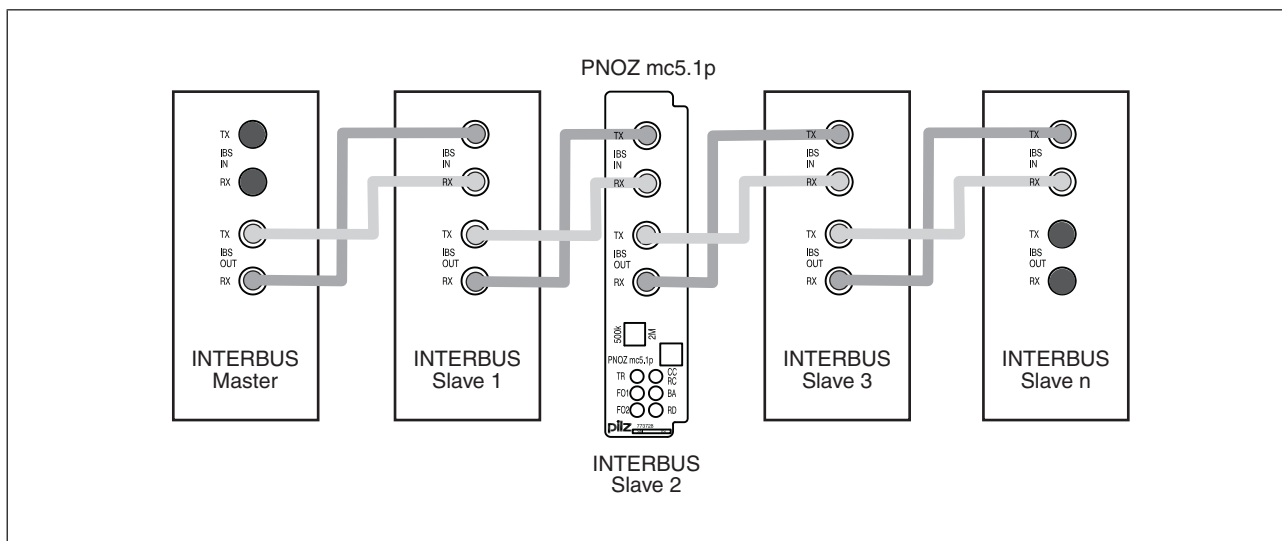 PNOZ mc5.1p
TX
IBS
IN
RX
TX
IBS
OUT
RX
INTERBUS
Master
TX
IBS
IN
RX
TX
IBS
OUT
RX
INTERBUS
Slave 1
TX
IBS
IN
RX
TX
IBS
OUT
RX
500k
2M
PNOZ mc5.1p
TR
CC
RC
FO1
BA
FO2
RD
pilz
770728
INTERBUS
Slave 2
TX
IBS
IN
RX
TX
IBS
OUT
RX
INTERBUS
Slave 3
TX
IBS
IN
RX
TX
IBS
OUT
RX
INTERBUS
Slave n